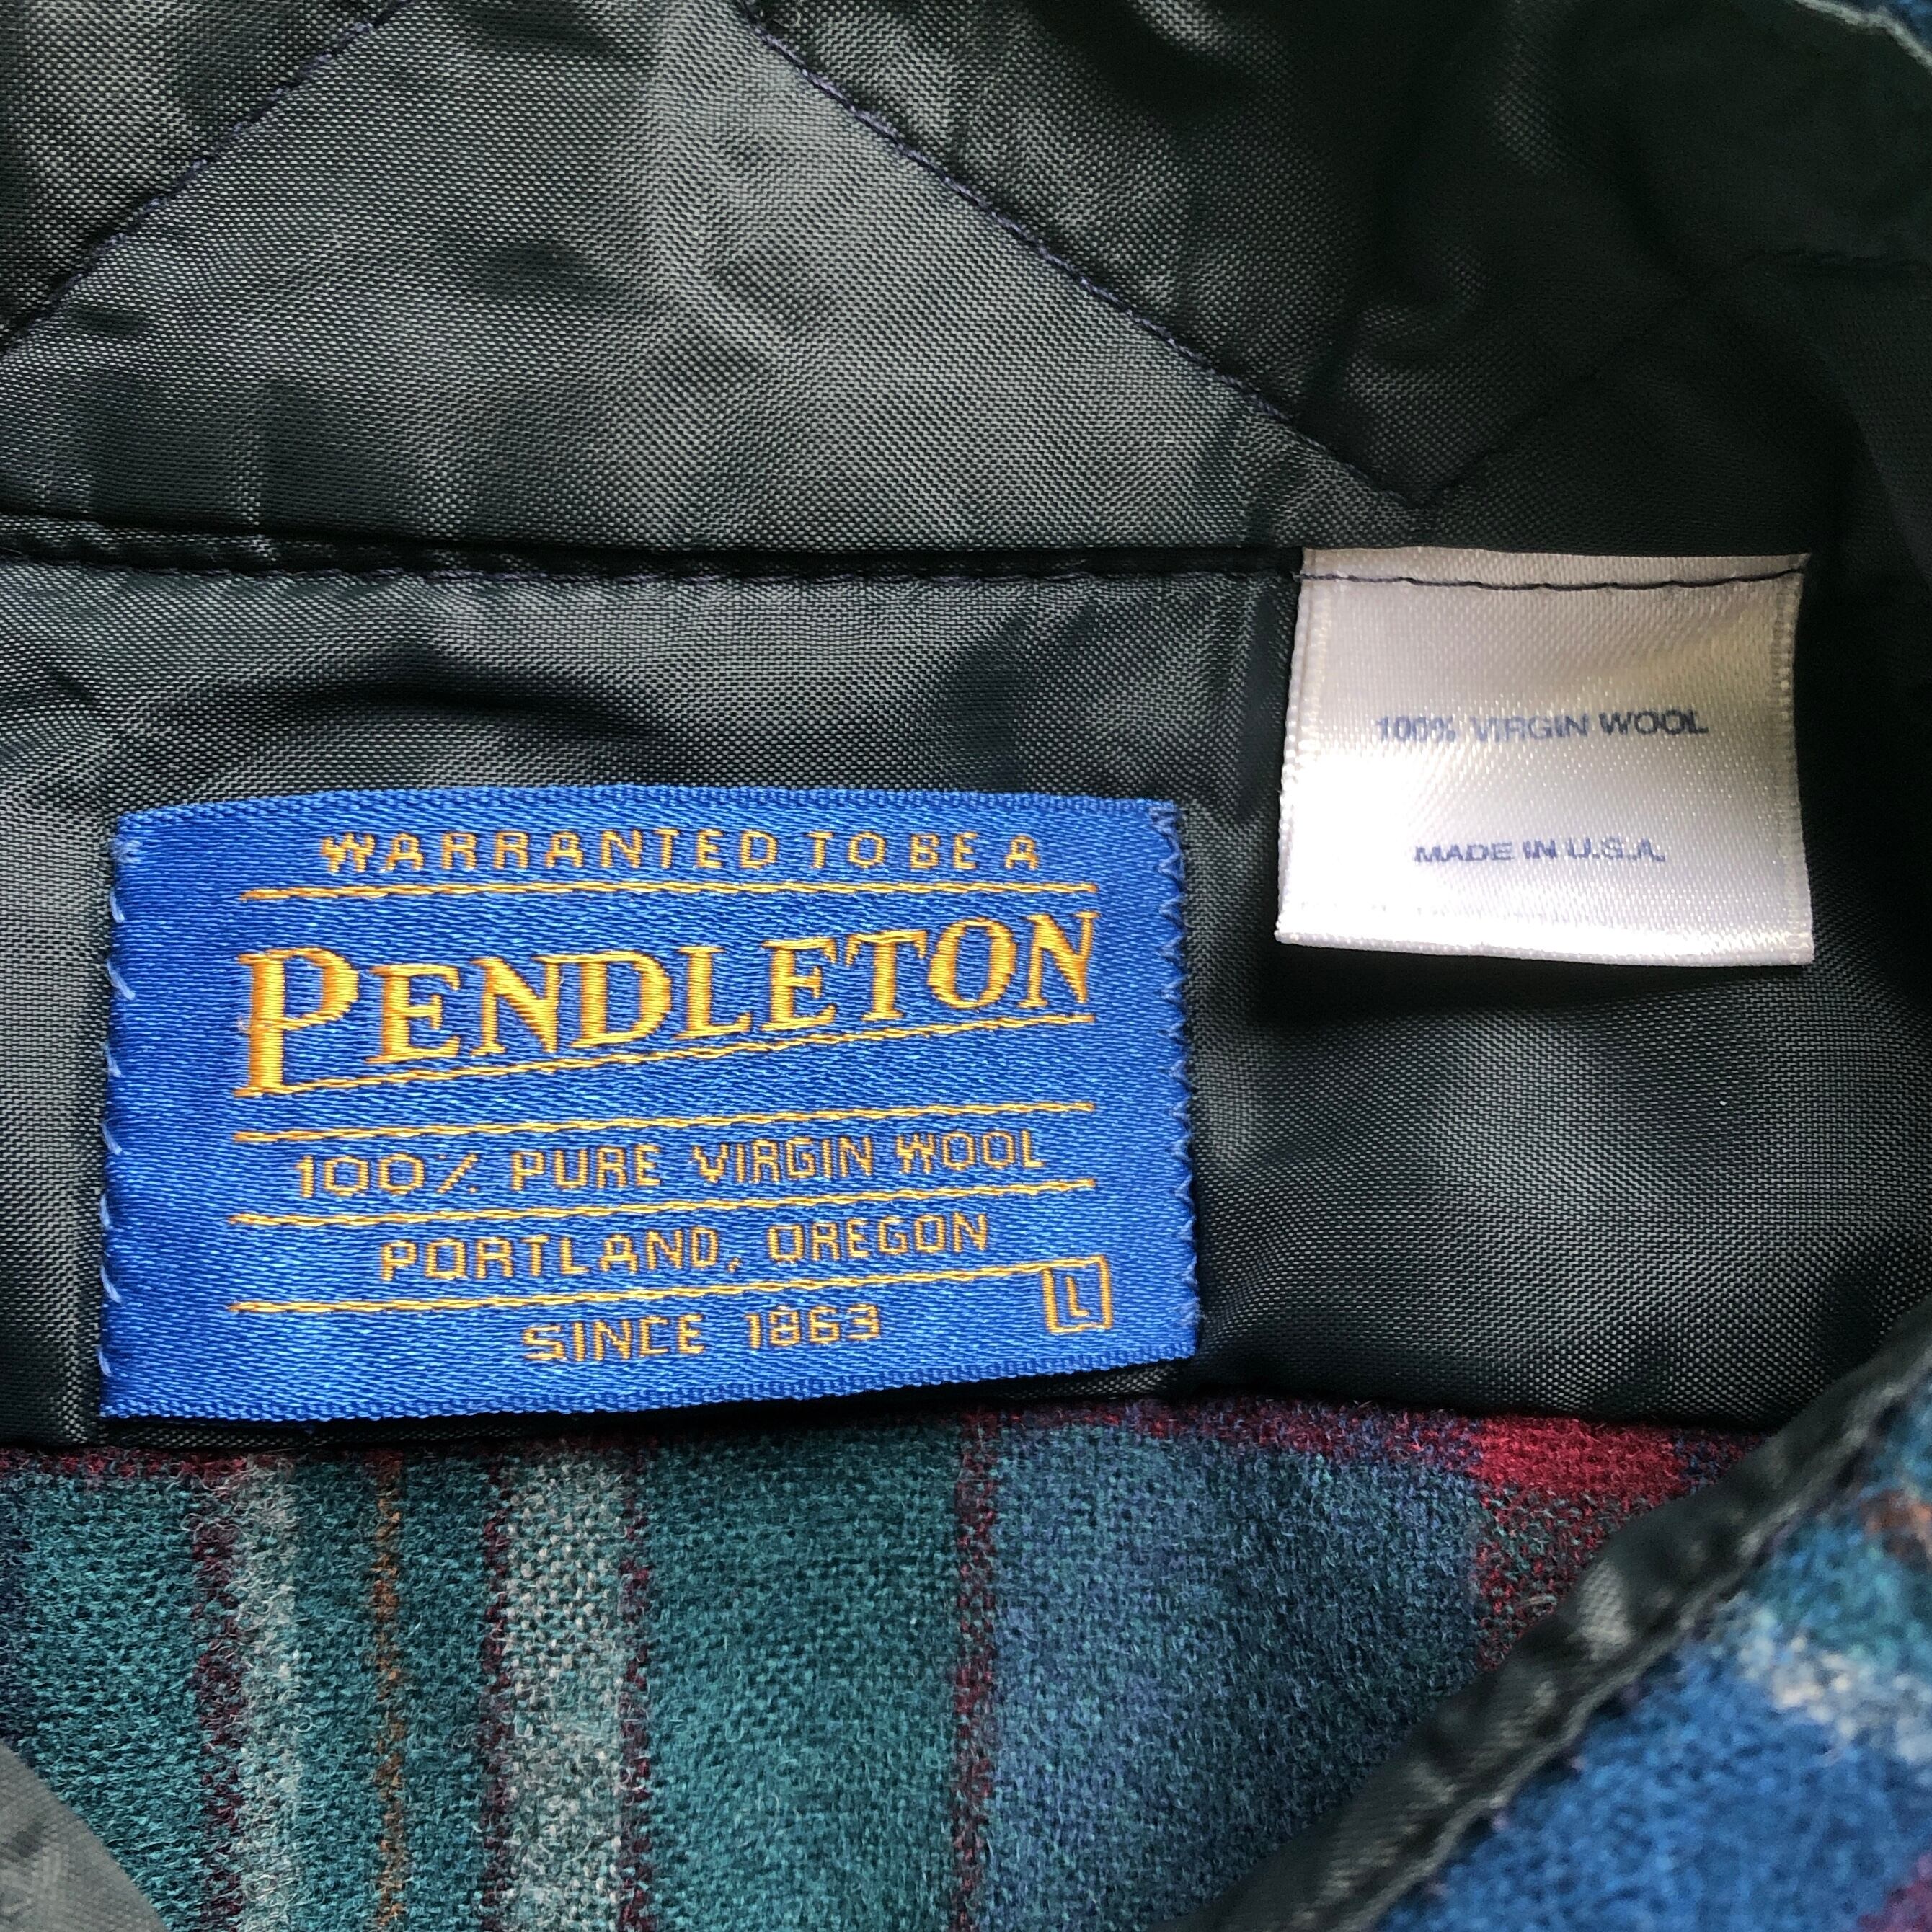 WARRANTED TO BE A
PENDLETON
100% PURE VIRGIN WOOL
PORTLAND, OREGON
SINCE 1863
L
100% VIRGIN WOOL
MADE IN U.S.A.